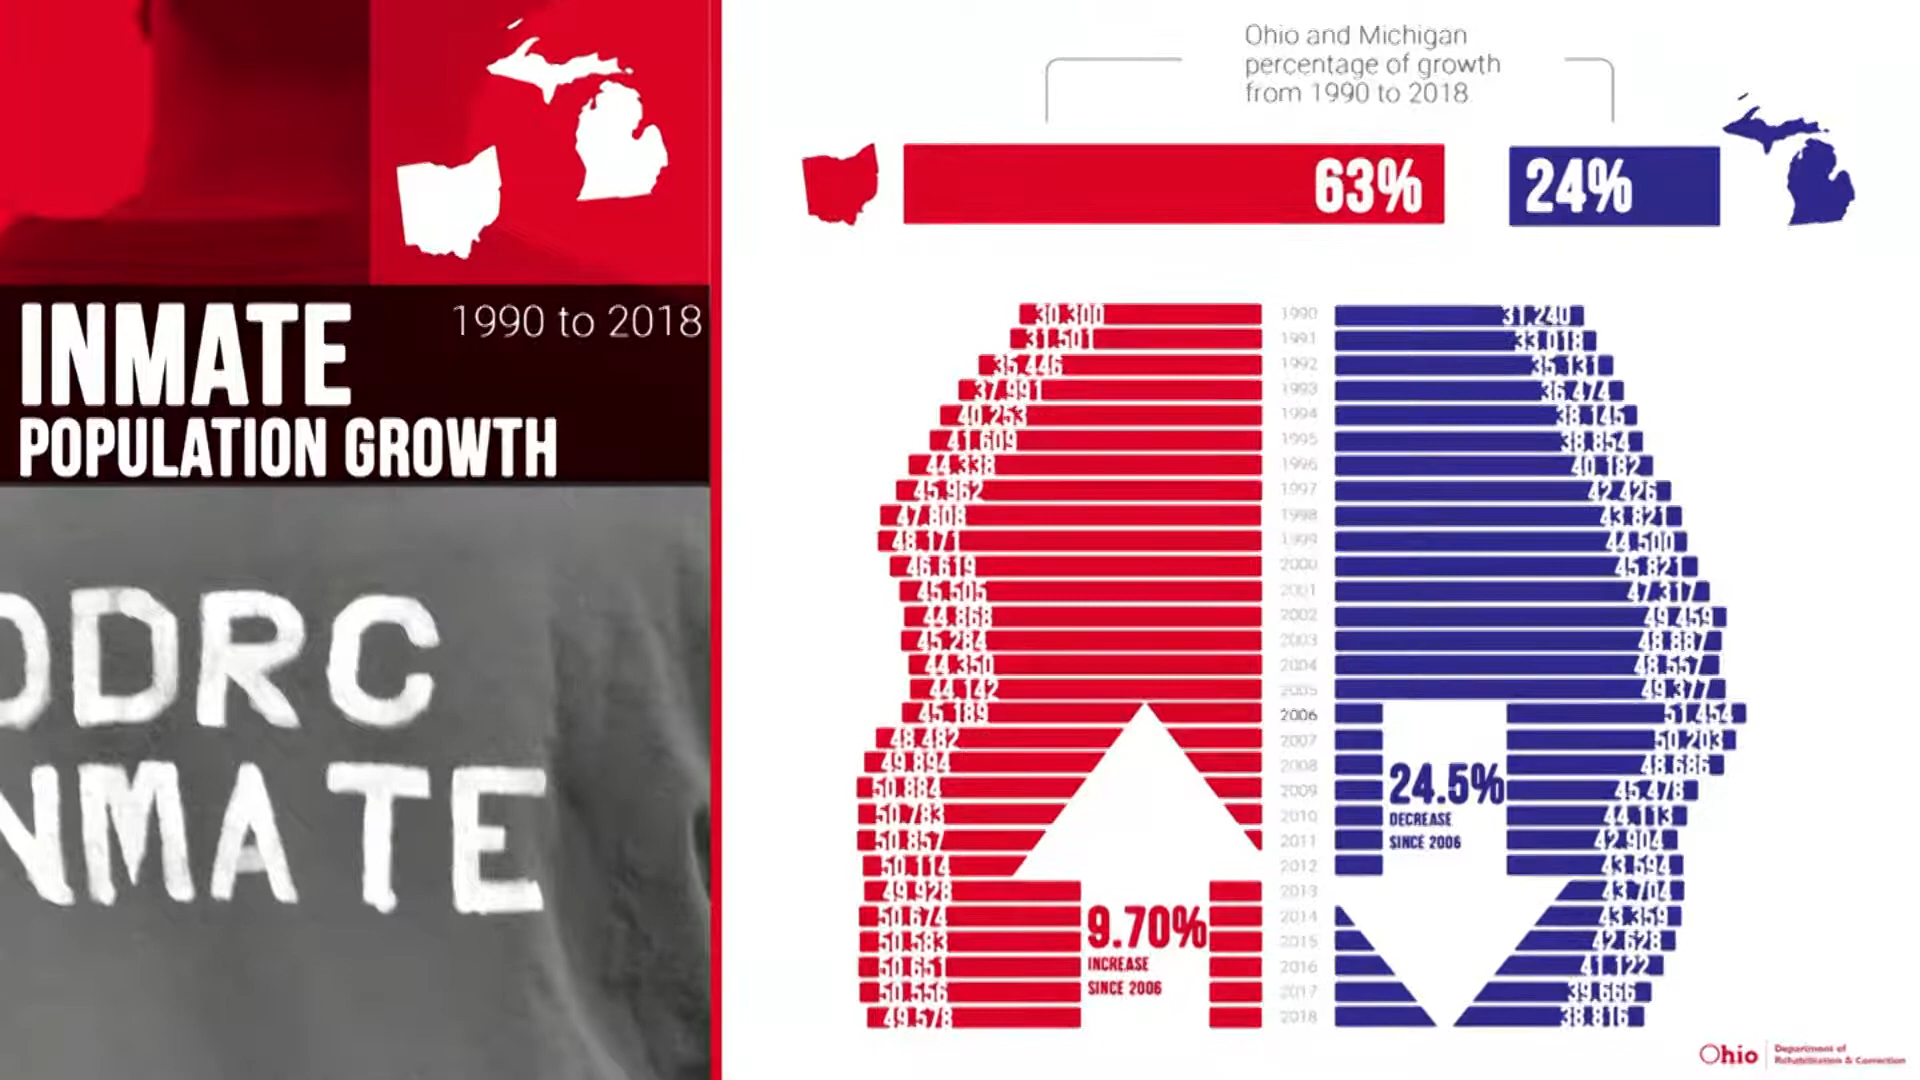 INMATE
1990 to 2018
POPULATION GROWTH
ODRC
INMATE
Ohio and Michigan
percentage of growth
from 1990 to 2018
63%
24%
30,300 1990 31,240
31,501 1991 33,018
35,446 1992 35,131
37,991 1993 36,474
40,253 1994 38,145
41,609 1995 38,854
44,338 1996 40,182
45,962 1997 42,426
47,808 1998 43,821
48,171 1999 44,500
46,619 2000 45,821
45,505 2001 47,317
44,868 2002 49,459
45,284 2003 48,887
44,350 2004 48,557
44,142 2005 49,377
45,189 2006 51,454
48,482 2007 50,203
49,894 2008 48,686
50,884 2009 45,478
50,783 2010 44,113
50,857 2011 42,904
50,114 2012 43,594
49,928 2013 43,704
50,674 2014 43,359
50,583 2015 42,628
50,651 2016 41,122
50,556 2017 39,666
49,578 2018 38,816
24.5%
DECREASE
SINCE 2006
9.70%
INCREASE
SINCE 2006
Ohio
Department of
Rehabilitation & Correction